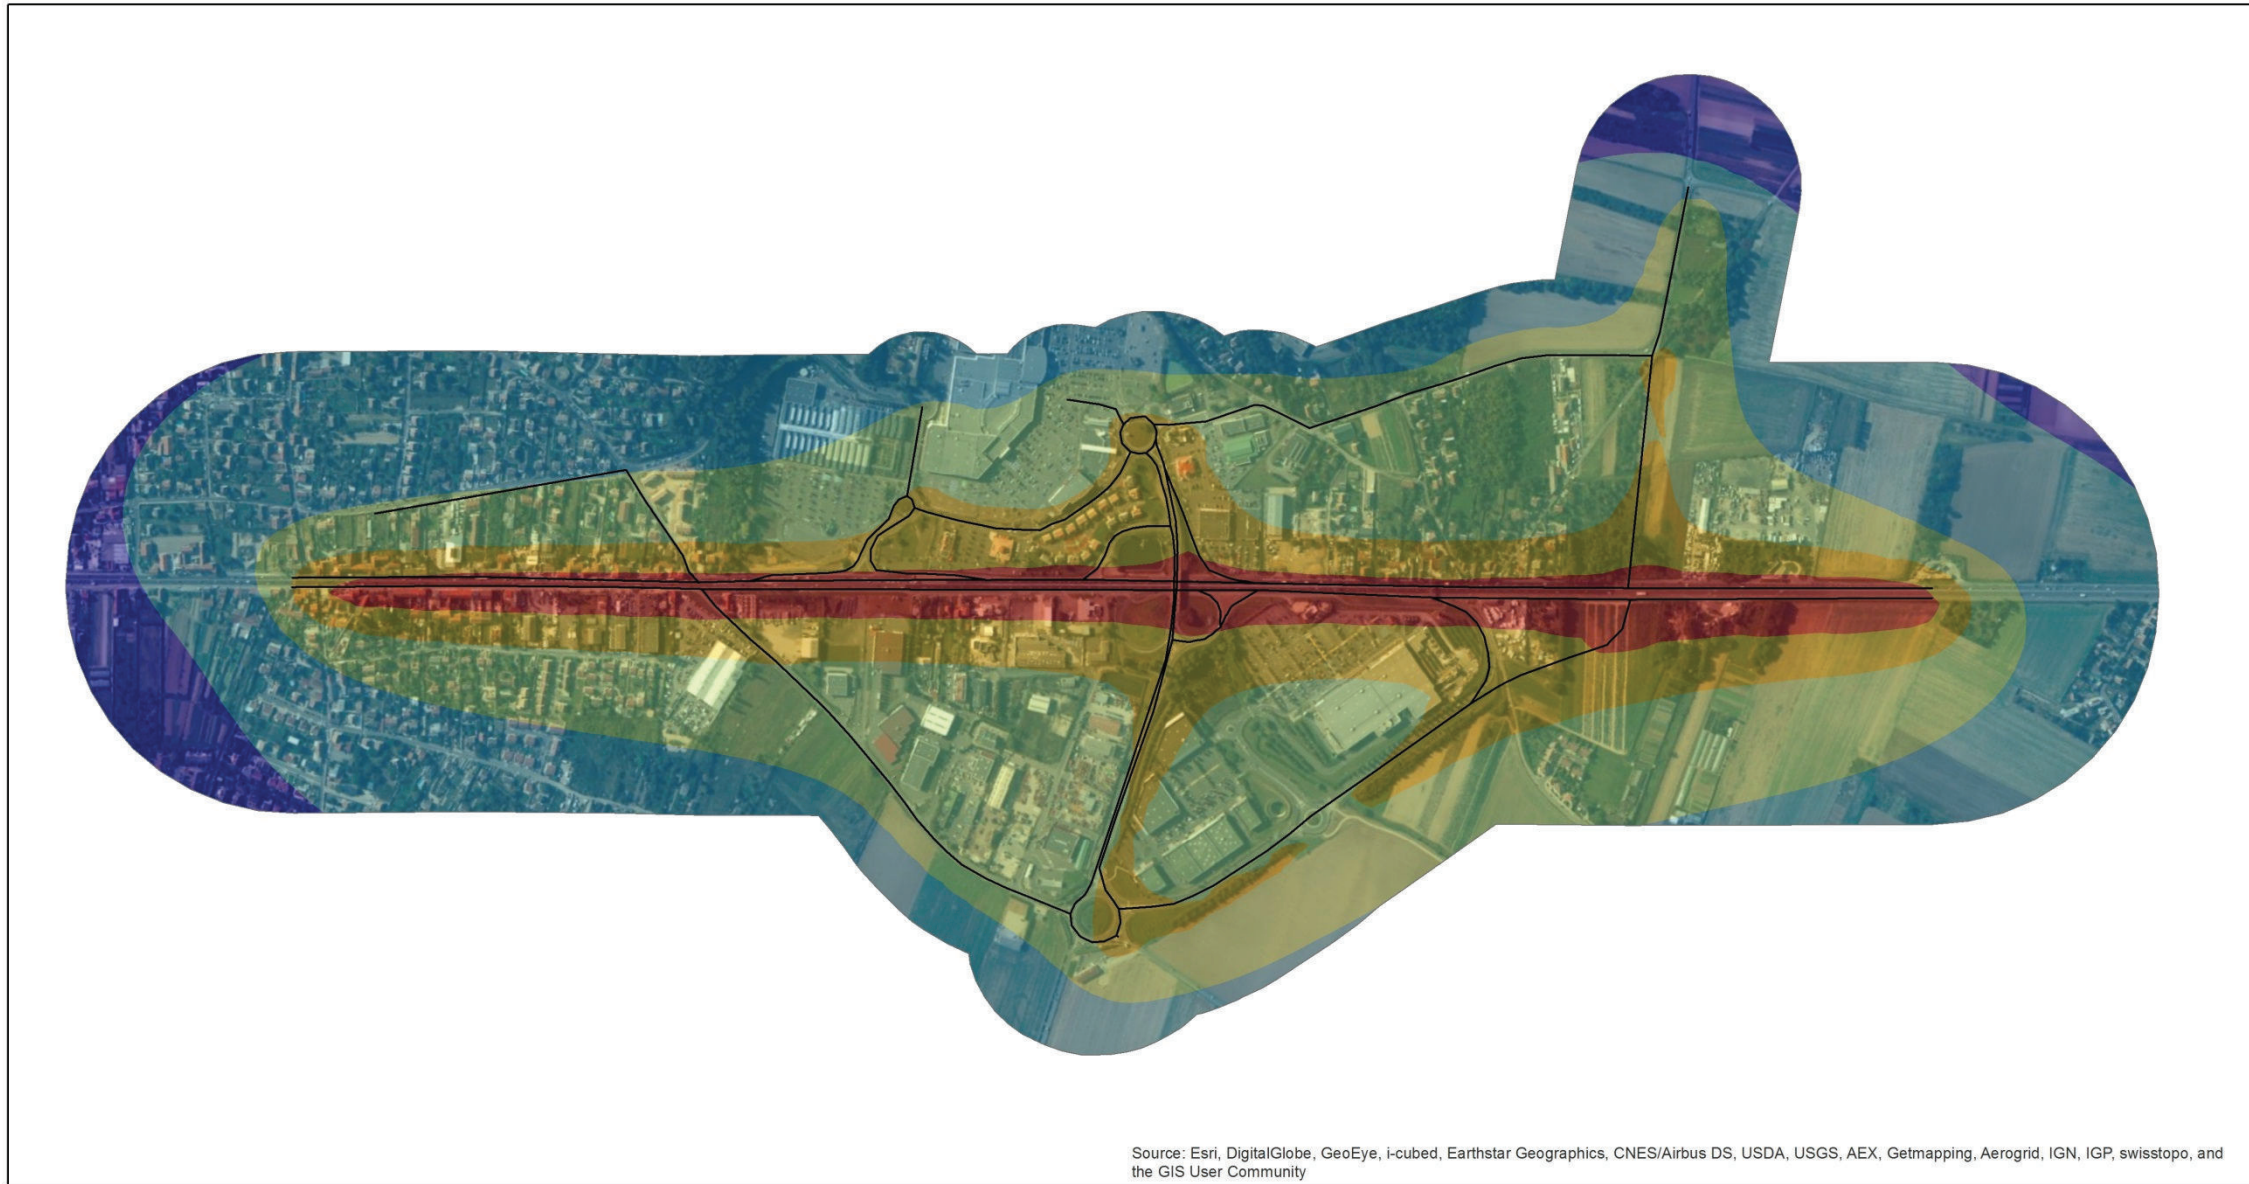 Source: Esri, DigitalGlobe, GeoEye, i-cubed, Earthstar Geographics, CNES/Airbus DS, USDA, USGS, AEX, Getmapping, Aerogrid, IGN, IGP, swisstopo, and
the GIS User Community